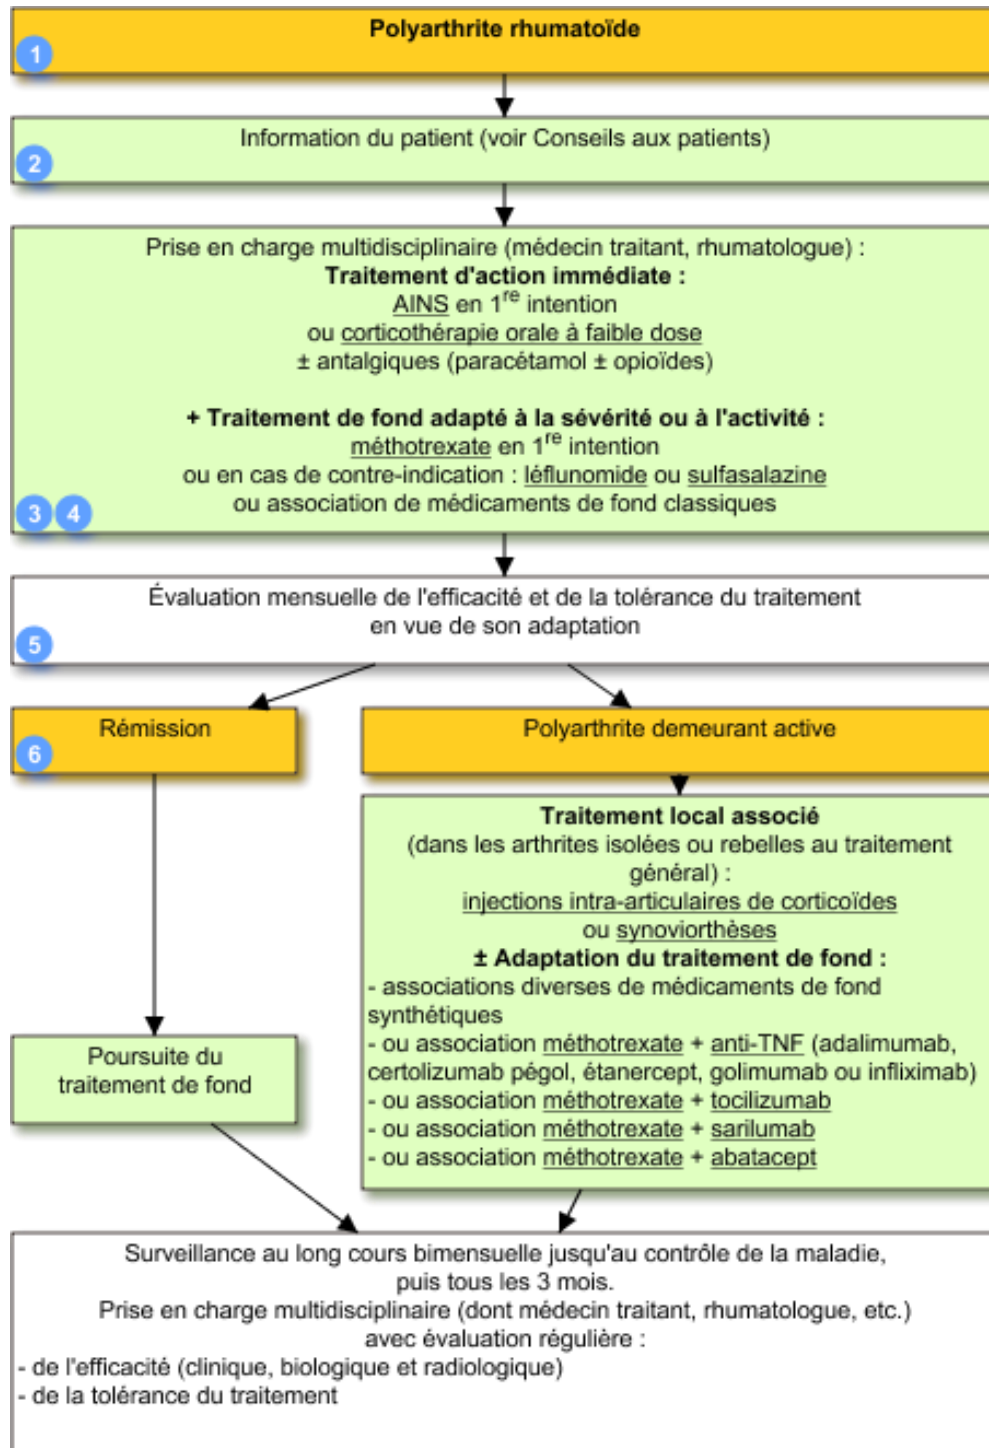 Polyarthrite rhumatoïde
1
Information du patient (voir Conseils aux patients)
2
Prise en charge multidisciplinaire (médecin traitant, rhumatologue) :
Traitement d'action immédiate :
AINS en 1re intention
ou corticothérapie orale à faible dose
± antalgiques (paracétamol ± opioïdes)
+ Traitement de fond adapté à la sévérité ou à l'activité :
méthotrexate en 1re intention
ou en cas de contre-indication : léflunomide ou sulfasalazine
ou association de médicaments de fond classiques
3 4
Évaluation mensuelle de l'efficacité et de la tolérance du traitement
en vue de son adaptation
5
Rémission
6
Polyarthrite demeurant active
Traitement local associé
(dans les arthrites isolées ou rebelles au traitement
général) :
injections intra-articulaires de corticoïdes
ou synoviorthèses
± Adaptation du traitement de fond :
- associations diverses de médicaments de fond
synthétiques
- ou association méthotrexate + anti-TNF (adalimumab,
certolizumab pégol, étanercept, golimumab ou infliximab)
- ou association méthotrexate + tocilizumab
- ou association méthotrexate + sarilumab
- ou association méthotrexate + abatacept
Poursuite du
traitement de fond
Surveillance au long cours bimensuelle jusqu'au contrôle de la maladie,
puis tous les 3 mois.
Prise en charge multidisciplinaire (dont médecin traitant, rhumatologue, etc.)
avec évaluation régulière :
- de l'efficacité (clinique, biologique et radiologique)
- de la tolérance du traitement